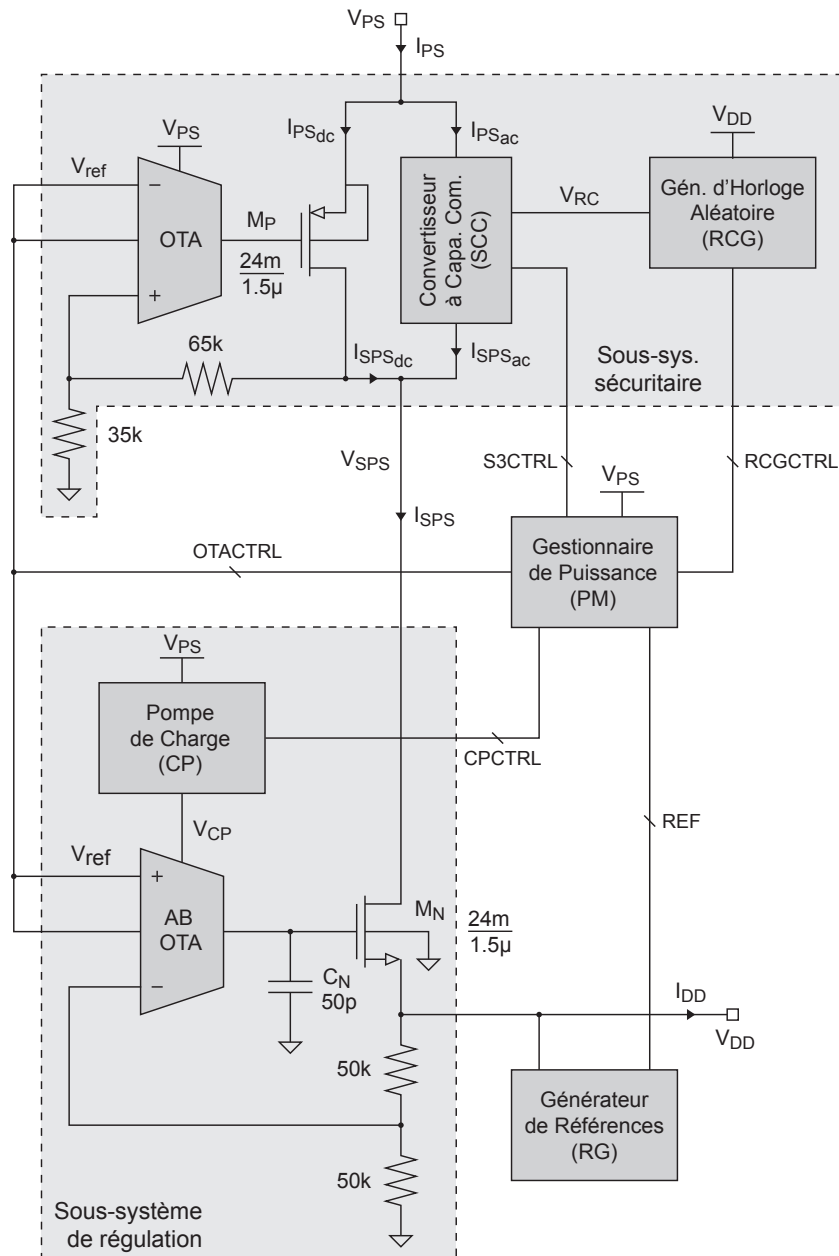 VPS
IPS
IPSdc
IPSac
VPS
Vref
−
OTA
+
MP
24m
1.5µ
Convertisseur
à Capa. Com.
(SCC)
VRC
VDD
Gén. d'Horloge
Aléatoire
(RCG)
65k
ISPSdc
ISPSac
Sous-sys.
sécuritaire
35k
VSPS
S3CTRL
RCGCTRL
VPS
ISPS
OTACTRL
Gestionnaire
de Puissance
(PM)
VPS
Pompe
de Charge
(CP)
CPCTRL
VCP
REF
Vref
+
AB
OTA
−
MN
24m
1.5µ
CN
50p
IDD
VDD
50k
Générateur
de Références
(RG)
50k
Sous-système
de régulation